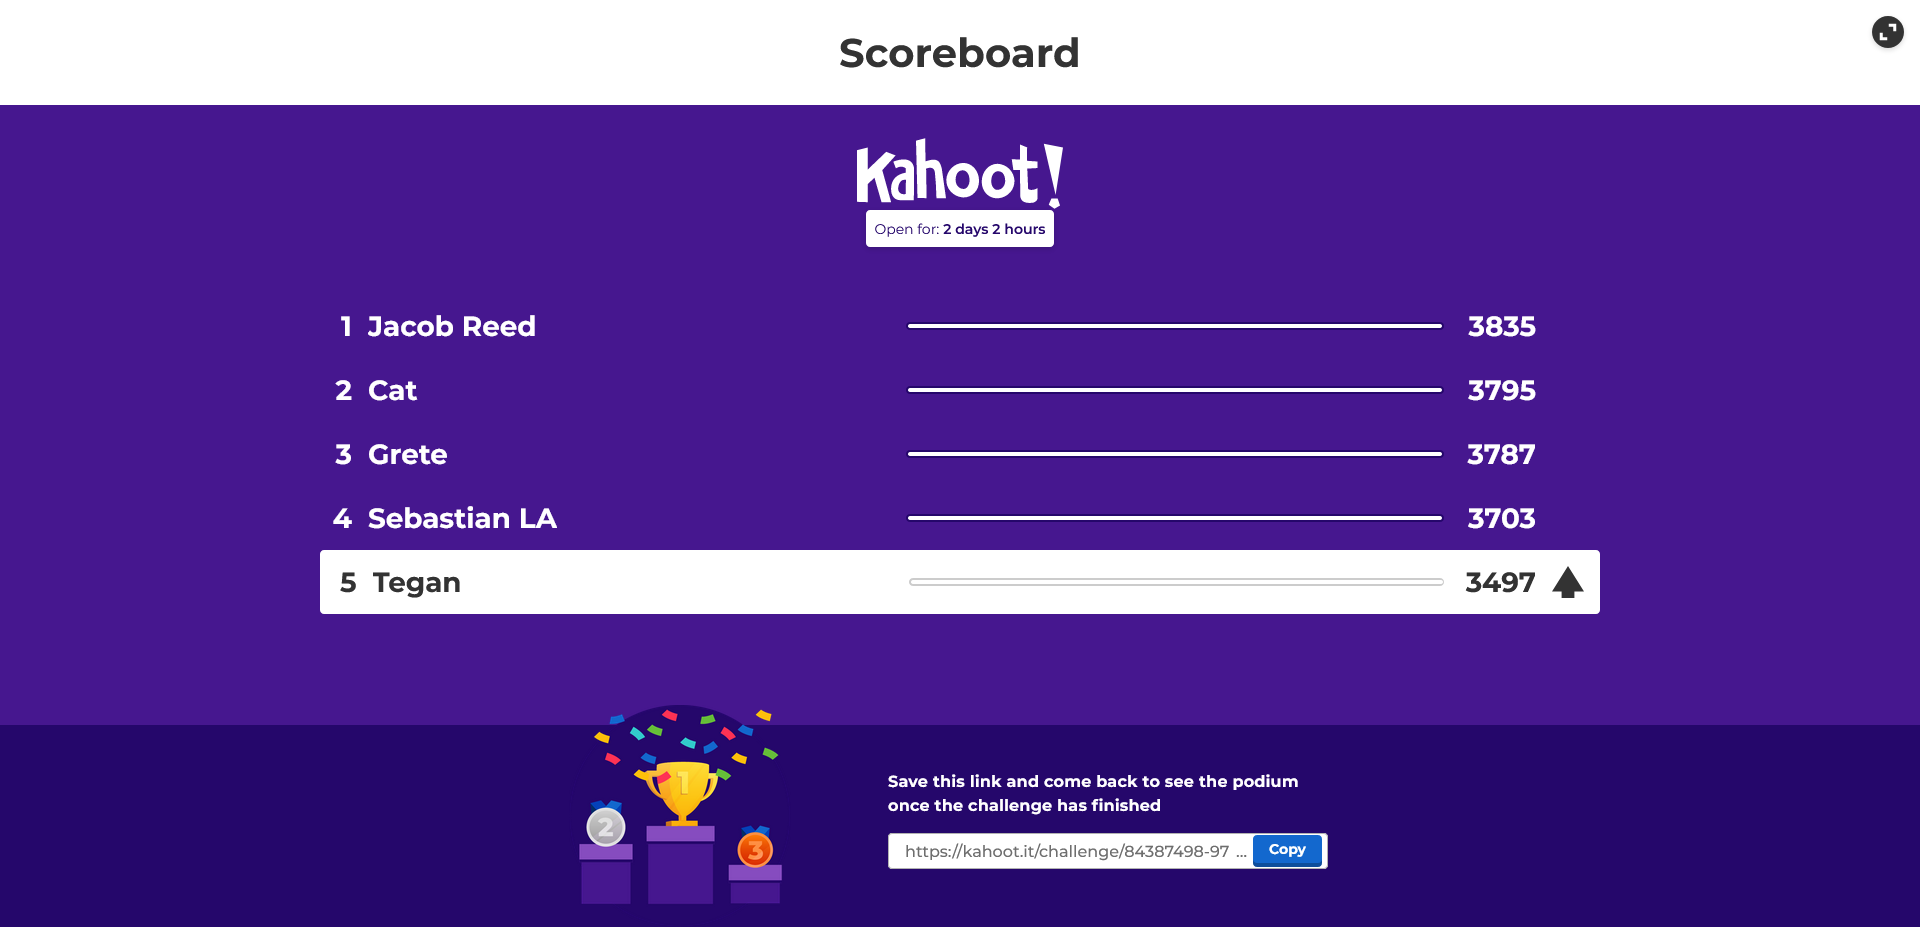 Scoreboard
Kahoot!
Open for: 2 days 2 hours
1 Jacob Reed 3835
2 Cat 3795
3 Grete 3787
4 Sebastian LA 3703
5 Tegan 3497
1
2
3
Save this link and come back to see the podium
once the challenge has finished
https://kahoot.it/challenge/84387498-97 ... Copy